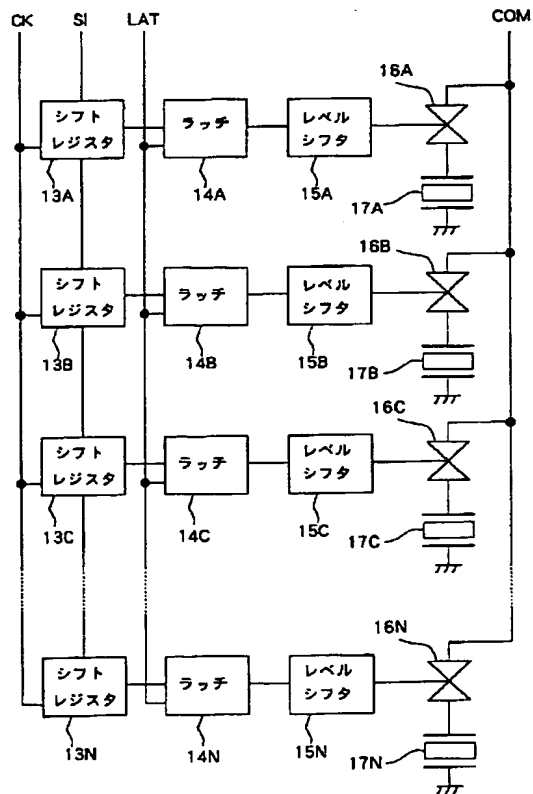 CK SI LAT COM
16A
シフト
レジスタ
ラッチ
レベル
シフタ
13A
14A
15A
17A
16B
シフト
レジスタ
ラッチ
レベル
シフタ
13B
14B
15B
17B
16C
シフト
レジスタ
ラッチ
レベル
シフタ
13C
14C
15C
17C
16N
シフト
レジスタ
ラッチ
レベル
シフタ
13N
14N
15N
17N